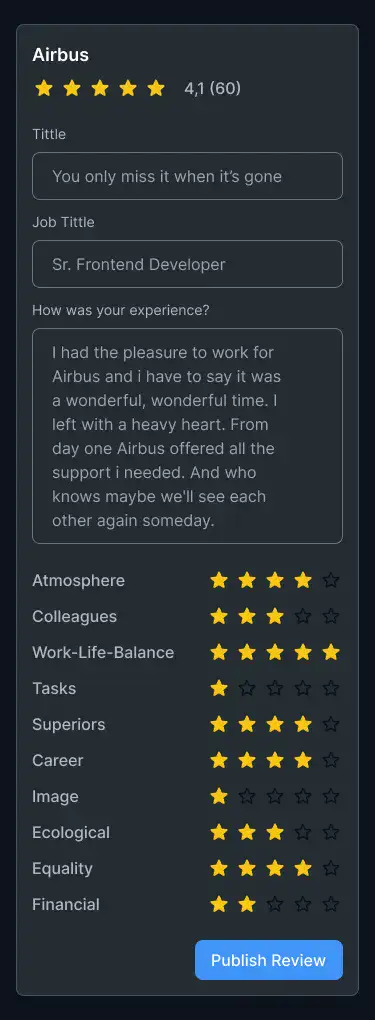 Airbus
4,1 (60)
Tittle
You only miss it when it’s gone
Job Tittle
Sr. Frontend Developer
How was your experience?
I had the pleasure to work for
Airbus and i have to say it was
a wonderful, wonderful time. I
left with a heavy heart. From
day one Airbus offered all the
support i needed. And who
knows maybe we'll see each
other again someday.
Atmosphere
Colleagues
Work-Life-Balance
Tasks
Superiors
Career
Image
Ecological
Equality
Financial
Publish Review